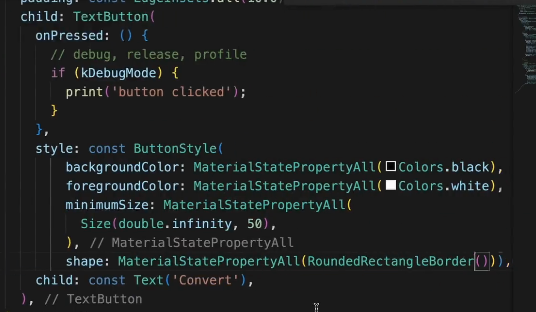 padding: const EdgeInsets.all(10.0)
child: TextButton(
onPressed: () {
// debug, release, profile
if (kDebugMode) {
print('button clicked');
}
},
style: const ButtonStyle(
backgroundColor: MaterialStatePropertyAll(Colors.black),
foregroundColor: MaterialStatePropertyAll(Colors.white),
minimumSize: MaterialStatePropertyAll(
Size(double.infinity, 50),
), // MaterialStatePropertyAll
shape: MaterialStatePropertyAll(RoundedRectangleBorder())),
child: const Text('Convert'),
), // TextButton